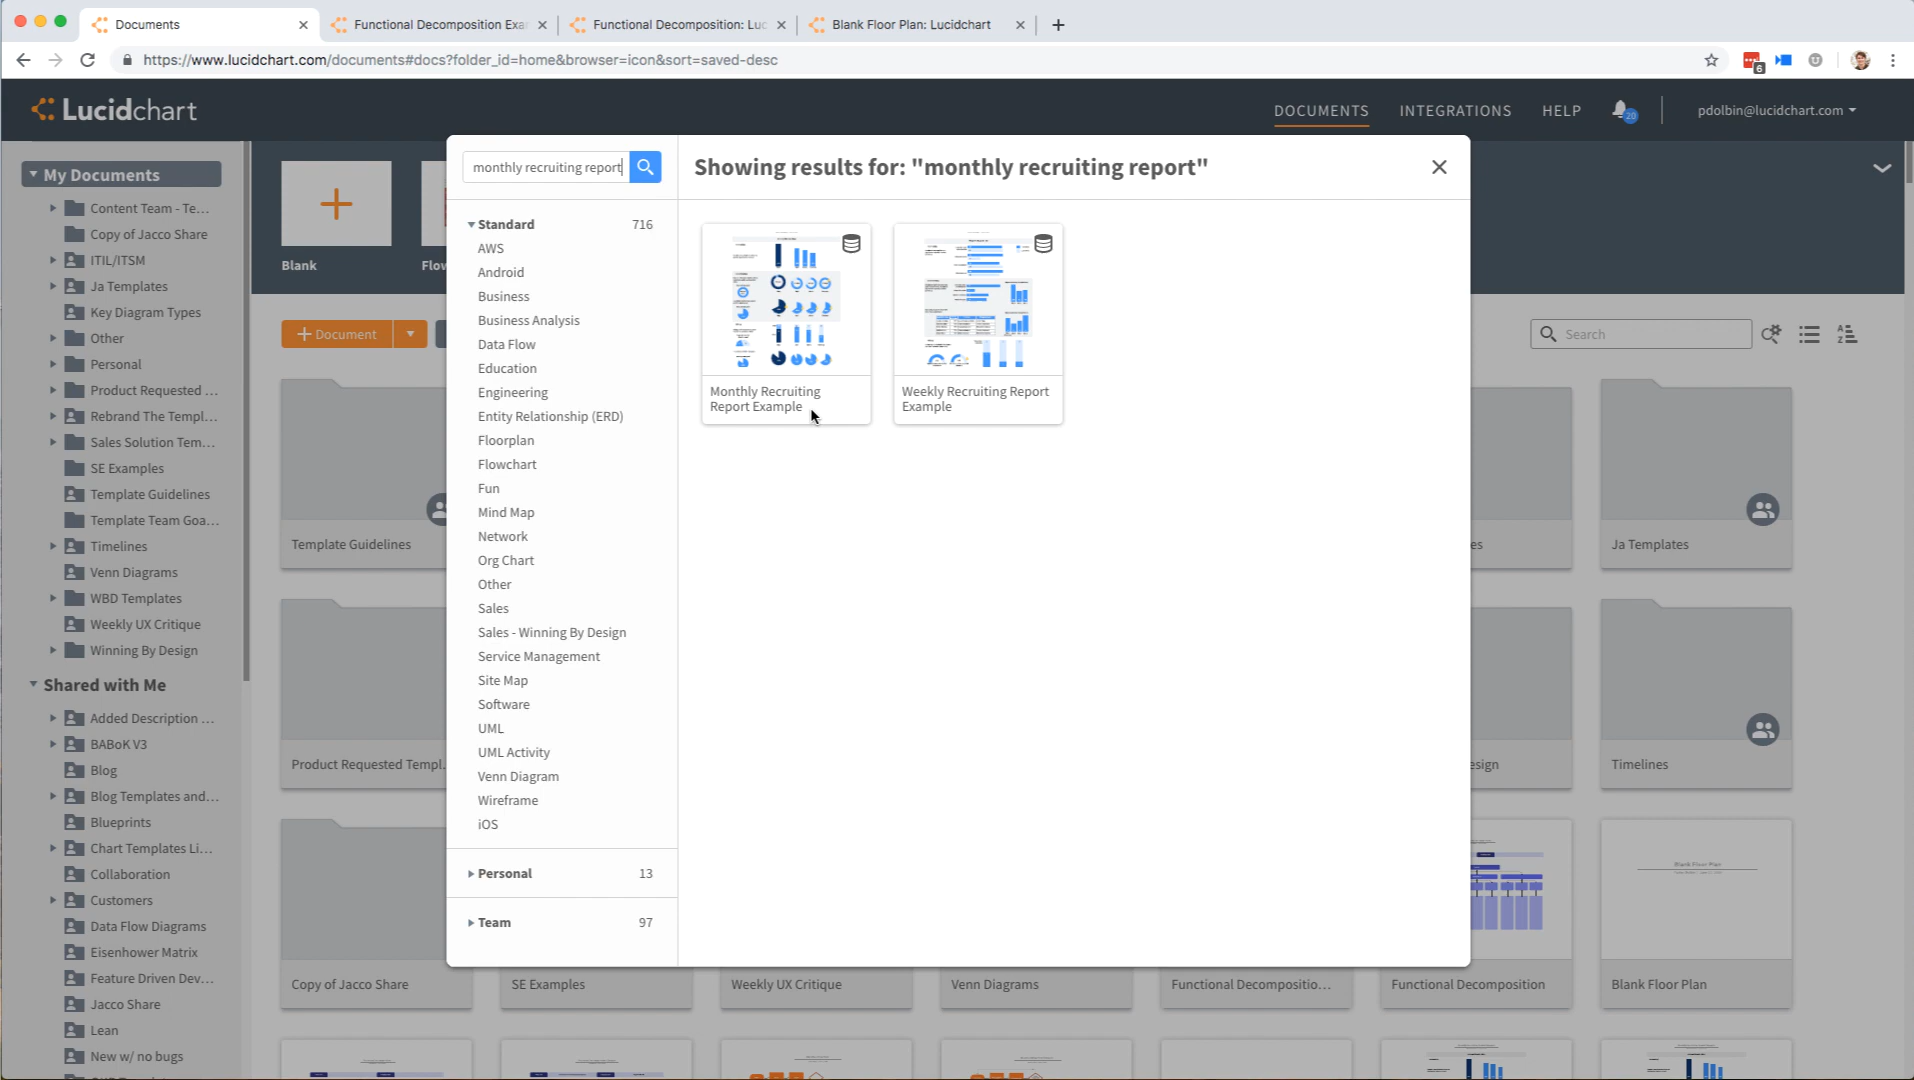 Documents
Functional Decomposition Exa
Functional Decomposition: Luc
Blank Floor Plan: Lucidchart
https://www.lucidchart.com/documents#docs?folder_id=home&browser=icon&sort=saved-desc
6
Lucidchart
DOCUMENTS
INTEGRATIONS
HELP
20
pdolbin@lucidchart.com
My Documents
Content Team - Te...
Copy of Jacco Share
ITIL/ITSM
Ja Templates
Key Diagram Types
Other
Personal
Product Requested ...
Rebrand The Templ...
Sales Solution Tem...
SE Examples
Template Guidelines
Template Team Goa...
Timelines
Venn Diagrams
WBD Templates
Weekly UX Critique
Winning By Design
Shared with Me
Added Description ...
BABoK V3
Blog
Blog Templates and...
Blueprints
Chart Templates Li...
Collaboration
Customers
Data Flow Diagrams
Eisenhower Matrix
Feature Driven Dev...
Jacco Share
Lean
New w/ no bugs
Blank
Flow
+ Document
Search
monthly recruiting report
Standard 716
AWS
Android
Business
Business Analysis
Data Flow
Education
Engineering
Entity Relationship (ERD)
Floorplan
Flowchart
Fun
Mind Map
Network
Org Chart
Other
Sales
Sales - Winning By Design
Service Management
Site Map
Software
UML
UML Activity
Venn Diagram
Wireframe
iOS
Personal 13
Team 97
Showing results for: "monthly recruiting report"
Monthly Recruiting
Report Example
Weekly Recruiting Report
Example
Template Guidelines
es
Ja Templates
Product Requested Templ.
esign
Timelines
Blank Floor Plan
Copy of Jacco Share
SE Examples
Weekly UX Critique
Venn Diagrams
Functional Decompositio...
Functional Decomposition
Blank Floor Plan